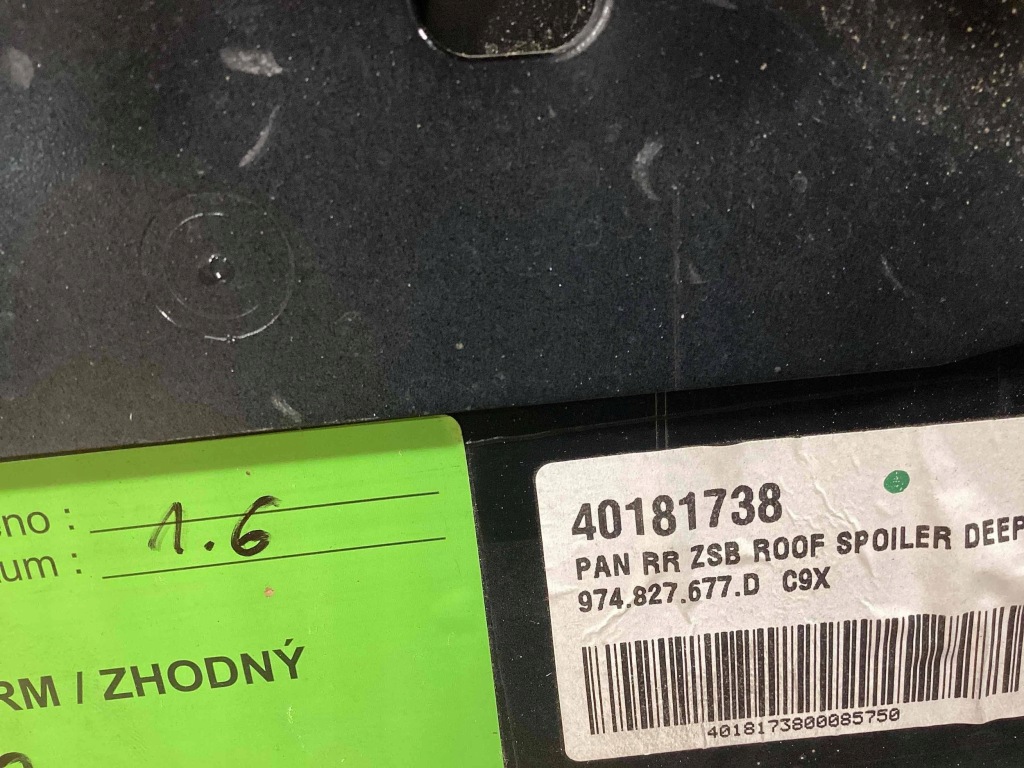 no :
um :
1.6
RM / ZHODNÝ
40181738
PAN RR ZSB ROOF SPOILER DEEP
974.827.677.D C9X
4018173800085750